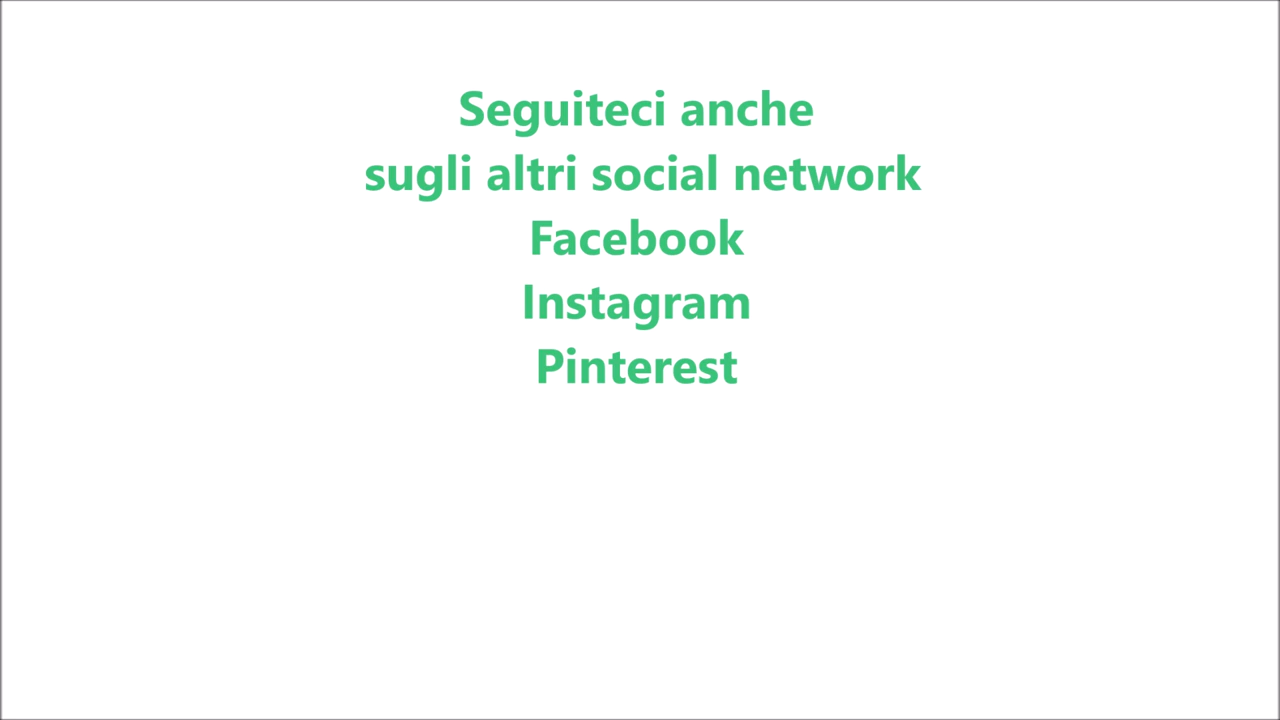 Seguiteci anche
sugli altri social network
Facebook
Instagram
Pinterest